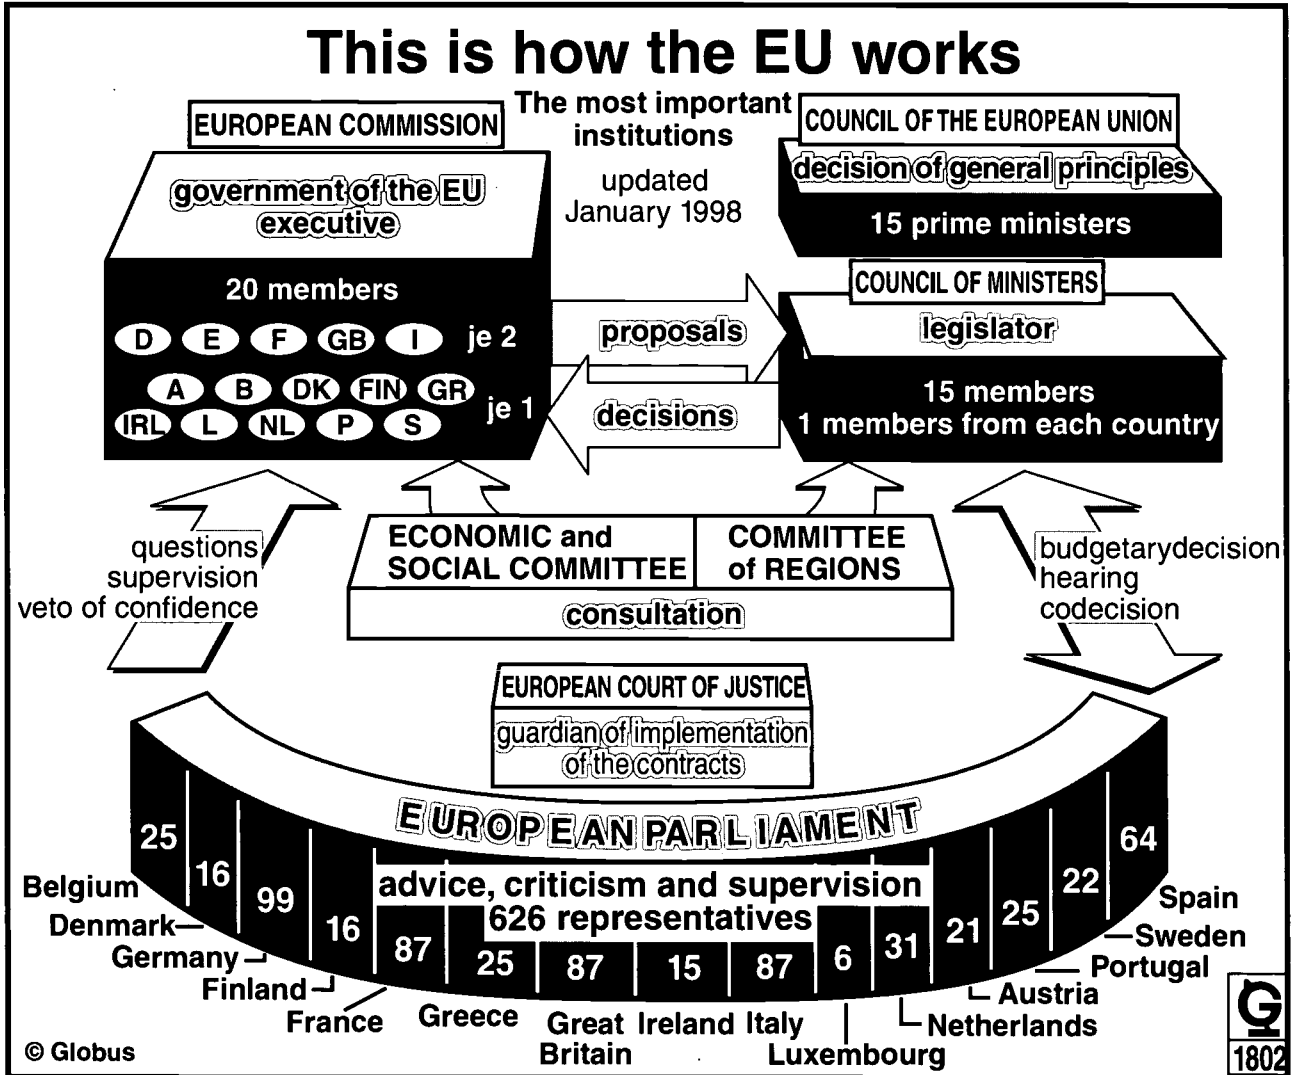 This is how the EU works
The most important
institutions
updated
January 1998
EUROPEAN COMMISSION
government of the EU
executive
20 members
D E F GB I je 2
A B DK FIN GR
IRL L NL P S je 1
COUNCIL OF THE EUROPEAN UNION
decision of general principles
15 prime ministers
COUNCIL OF MINISTERS
legislator
15 members
1 members from each country
proposals
decisions
questions
supervision
veto of confidence
ECONOMIC and
SOCIAL COMMITTEE
COMMITTEE
of REGIONS
consultation
budgetarydecision
hearing
codecision
EUROPEAN COURT OF JUSTICE
guardian of implementation
of the contracts
EUROPEAN PARLIAMENT
advice, criticism and supervision
626 representatives
25 16 99 16 87 25 87 15 87 6 31 21 25 22 64
Belgium
Denmark
Germany
Finland
France
Greece
Great
Britain
Ireland
Italy
Luxembourg
Netherlands
Austria
Portugal
Sweden
Spain
© Globus
G
1802